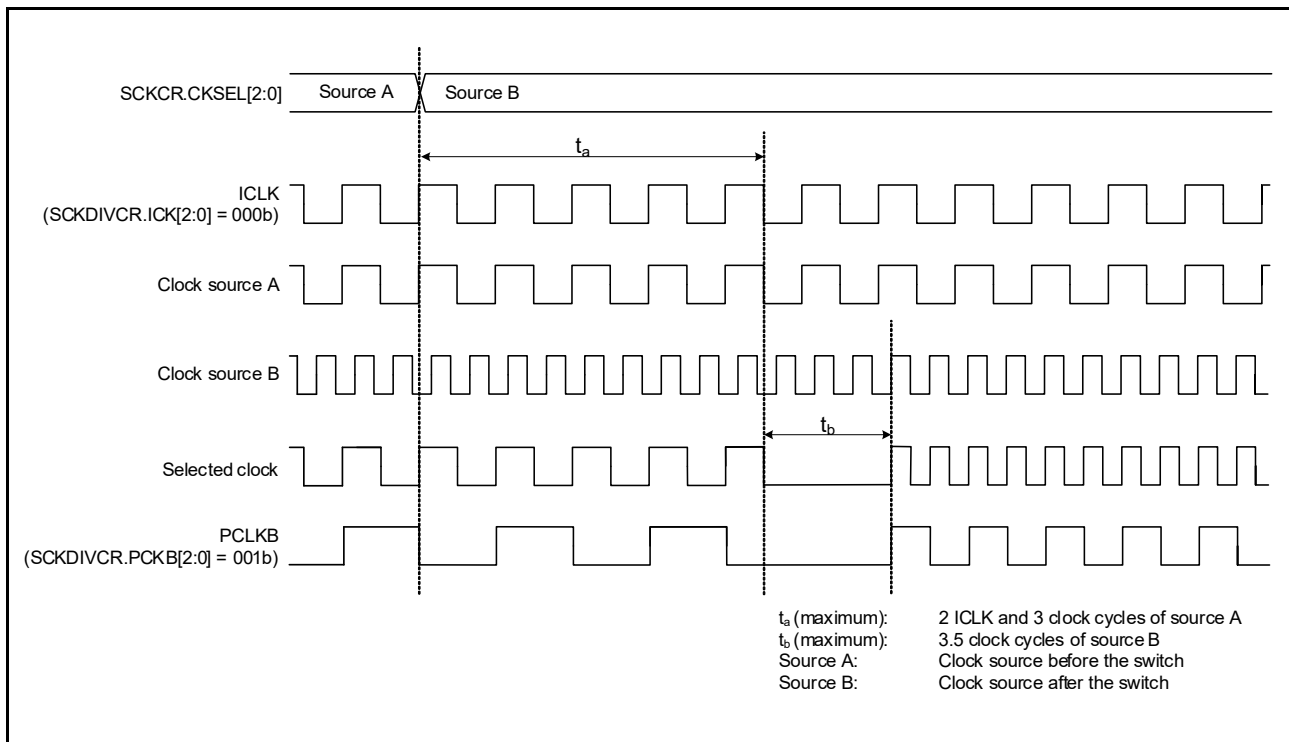 SCKCR.CKSEL[2:0]
Source A
Source B
ta
ICLK
(SCKDIVCR.ICK[2:0] = 000b)
Clock source A
Clock source B
tb
Selected clock
PCLKB
(SCKDIVCR.PCKB[2:0] = 001b)
ta (maximum): 2 ICLK and 3 clock cycles of source A
tb (maximum): 3.5 clock cycles of source B
Source A: Clock source before the switch
Source B: Clock source after the switch